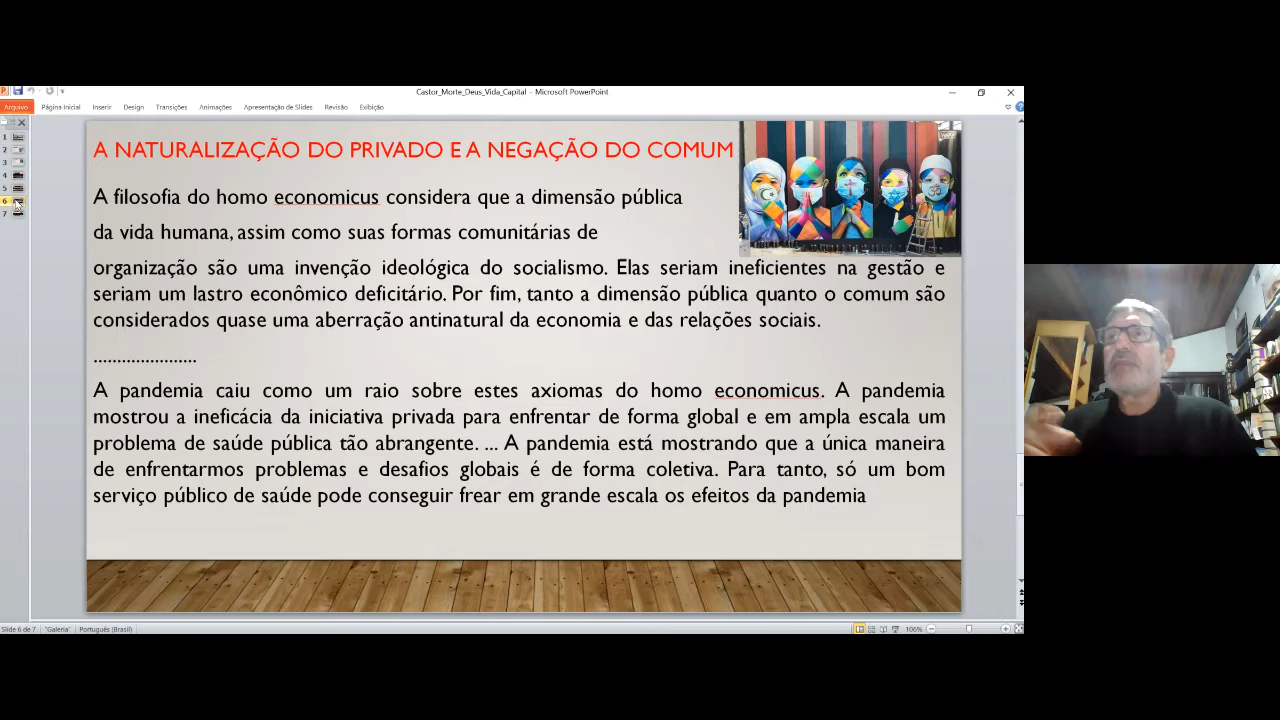 Castor_Morte_Deus_Vida_Capital - Microsoft PowerPoint
Arquivo Página Inicial Inserir Design Transições Animações Apresentação de Slides Revisão Exibição
1
2
3
4
5
6
7
A NATURALIZAÇÃO DO PRIVADO E A NEGAÇÃO DO COMUM
A filosofia do homo economicus considera que a dimensão pública
da vida humana, assim como suas formas comunitárias de
organização são uma invenção ideológica do socialismo. Elas seriam ineficientes na gestão e
seriam um lastro econômico deficitário. Por fim, tanto a dimensão pública quanto o comum são
considerados quase uma aberração antinatural da economia e das relações sociais.
......................
A pandemia caiu como um raio sobre estes axiomas do homo economicus. A pandemia
mostrou a ineficácia da iniciativa privada para enfrentar de forma global e em ampla escala um
problema de saúde pública tão abrangente. ... A pandemia está mostrando que a única maneira
de enfrentarmos problemas e desafios globais é de forma coletiva. Para tanto, só um bom
serviço público de saúde pode conseguir frear em grande escala os efeitos da pandemia
Slide 6 de 7 "Galeria" Português (Brasil) 106%